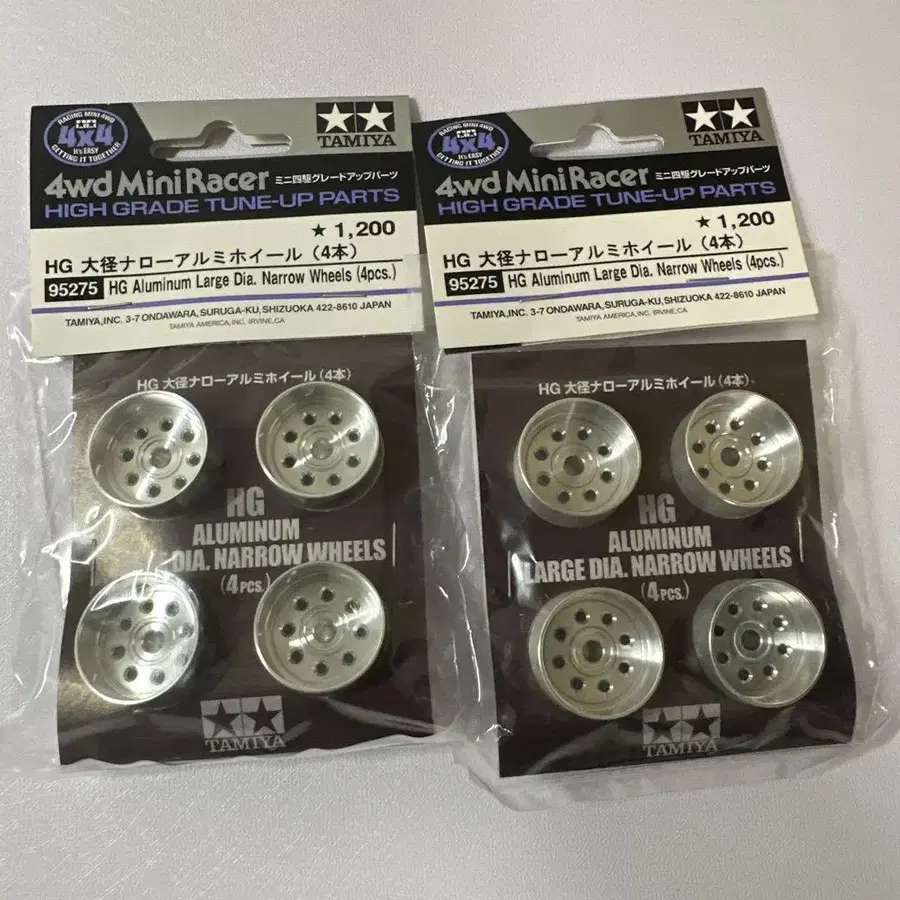 RACING MINI 4WD
4x4
It's EASY
GETTING IT TOGETHER
TAMIYA
4wd Mini Racer ミニ四駆グレードアップパーツ
HIGH GRADE TUNE-UP PARTS
★ 1,200
HG 大径ナローアルミホイール（4本）
95275 HG Aluminum Large Dia. Narrow Wheels (4pcs.)
TAMIYA,INC. 3-7 ONDAWARA, SURUGA-KU, SHIZUOKA 422-8610 JAPAN
TAMIYA AMERICA,INC. IRVINE,CA
HG 大径ナローアルミホイール（4本）
HG
ALUMINUM
DIA. NARROW WHEELS
(4PCS.)
TAMIYA
RACING MINI 4WD
4x4
It's EASY
GETTING IT TOGETHER
TAMIYA
4wd Mini Racer ミニ四駆グレードアップパーツ
HIGH GRADE TUNE-UP PARTS
★ 1,200
HG 大径ナローアルミホイール（4本）
95275 HG Aluminum Large Dia. Narrow Wheels (4pcs.)
TAMIYA,INC. 3-7 ONDAWARA, SURUGA-KU, SHIZUOKA 422-8610 JAPAN
TAMIYA AMERICA,INC. IRVINE,CA
HG 大径ナローアルミホイール（4本）
HG
ALUMINUM
LARGE DIA. NARROW WHEELS
(4PCS.)
TAMIYA